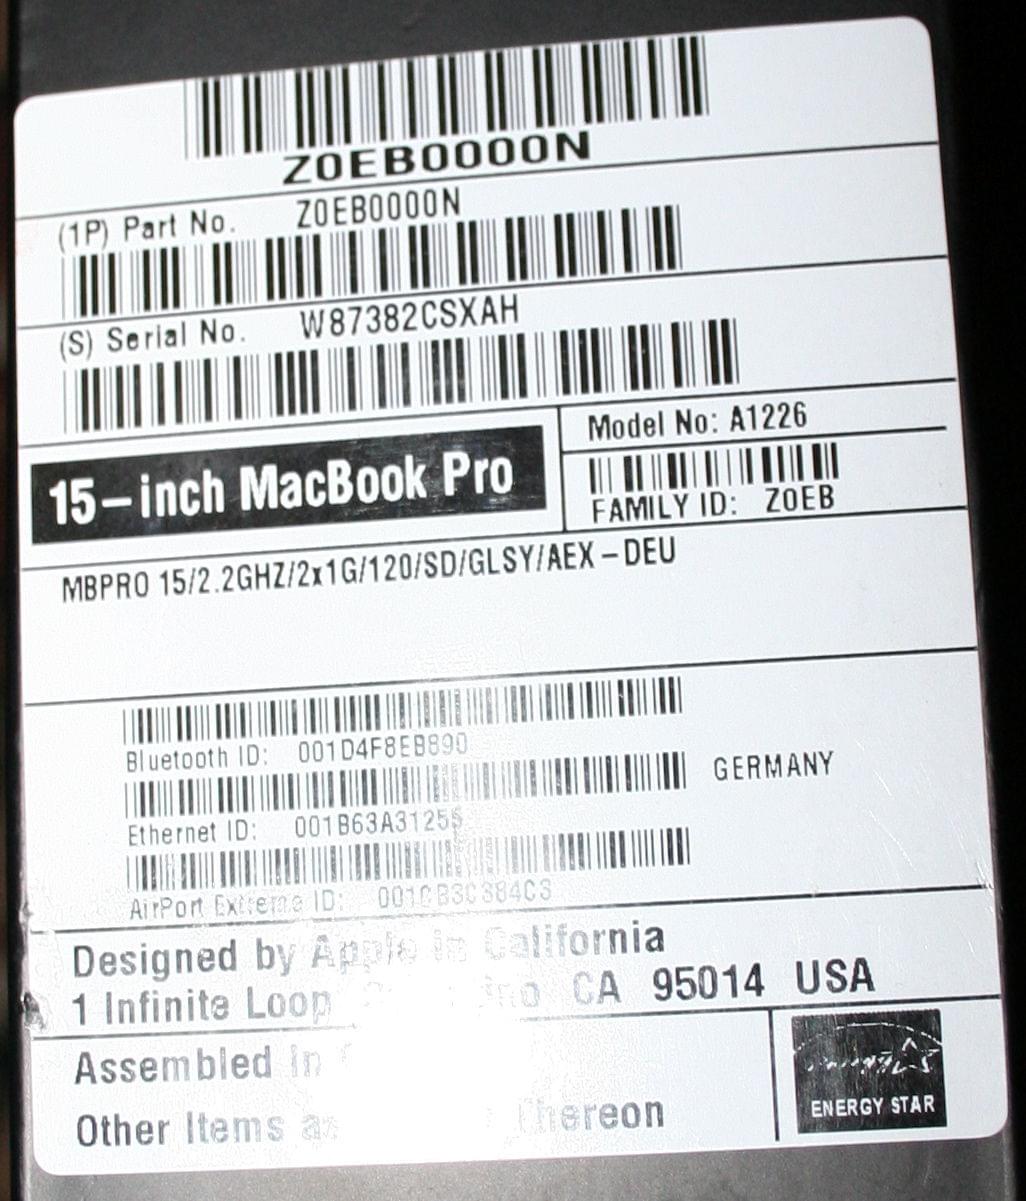 Z0EB0000N
(1P) Part No. Z0EB0000N
(S) Serial No. W87382CSXAH
Model No: A1226
15-inch MacBook Pro
FAMILY ID: Z0EB
MBPRO 15/2.2GHZ/2x1G/120/SD/GLSY/AEX-DEU
Bluetooth ID: 001D4F8EB890
GERMANY
Ethernet ID: 001B63A31255
AirPort Extreme ID:
Designed by Apple in California
1 Infinite Loop CA 95014 USA
Assembled in
Other Items as Thereon
ENERGY STAR